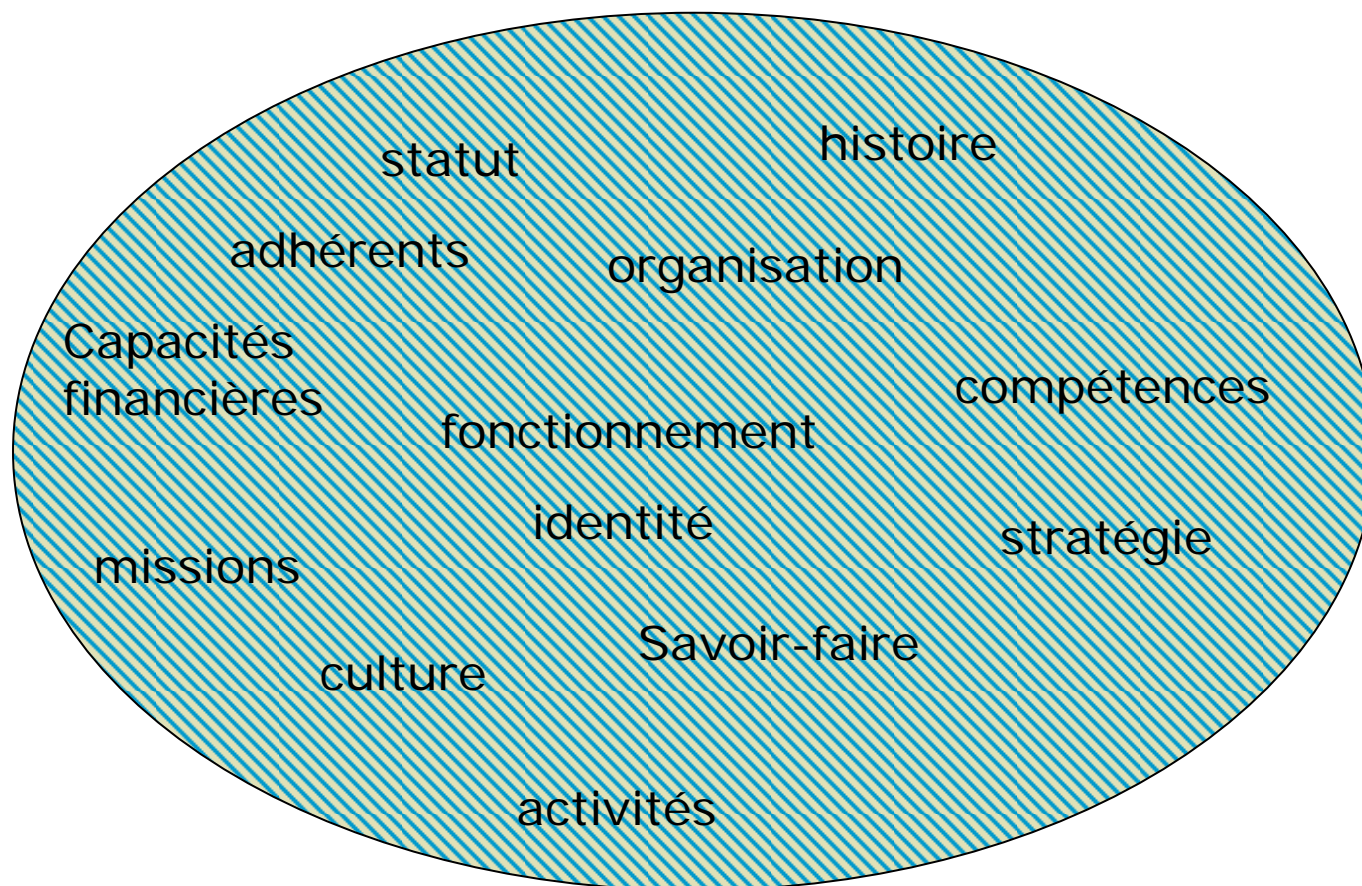 histoire
statut
adhérents
organisation
Capacités
financières
compétences
fonctionnement
identité
stratégie
missions
Savoir-faire
culture
activités